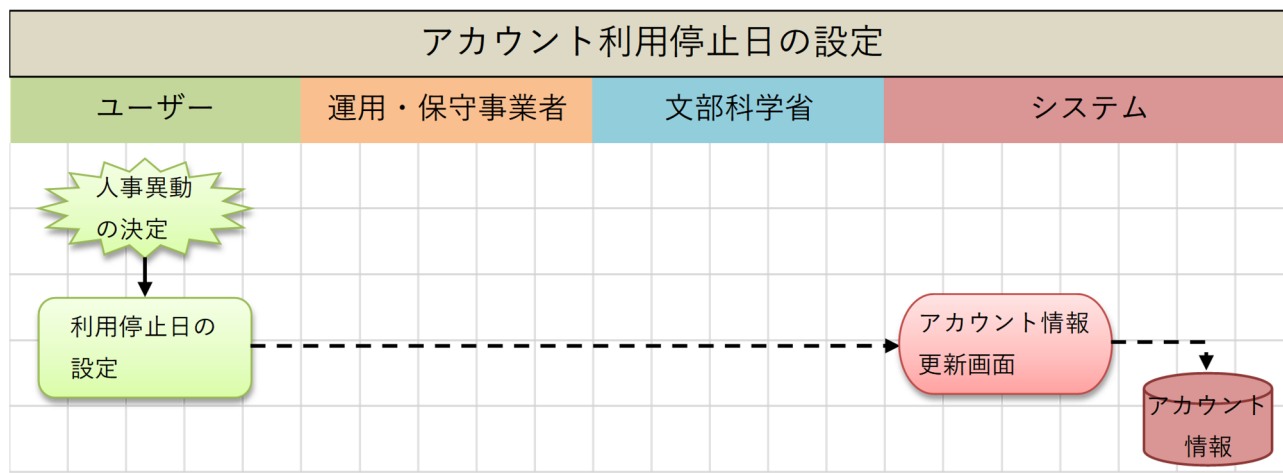 アカウント利用停止日の設定
ユーザー
運用・保守事業者
文部科学省
システム
人事異動
の決定
利用停止日の
設定
アカウント情報
更新画面
アカウント
情報